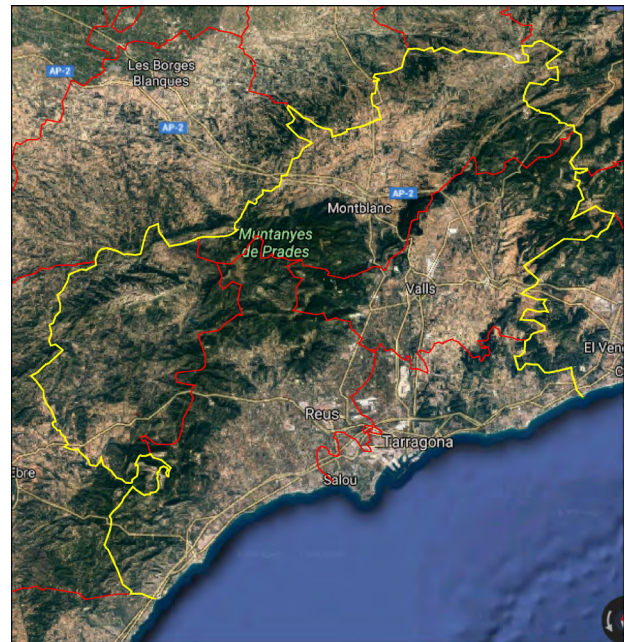 Les Borges
Blanques
AP-2
AP-2
AP-2
Montblanc
Muntanyes
de Prades
Valls
El Ven
C
Reus
Tarragona
Ebre
Salou